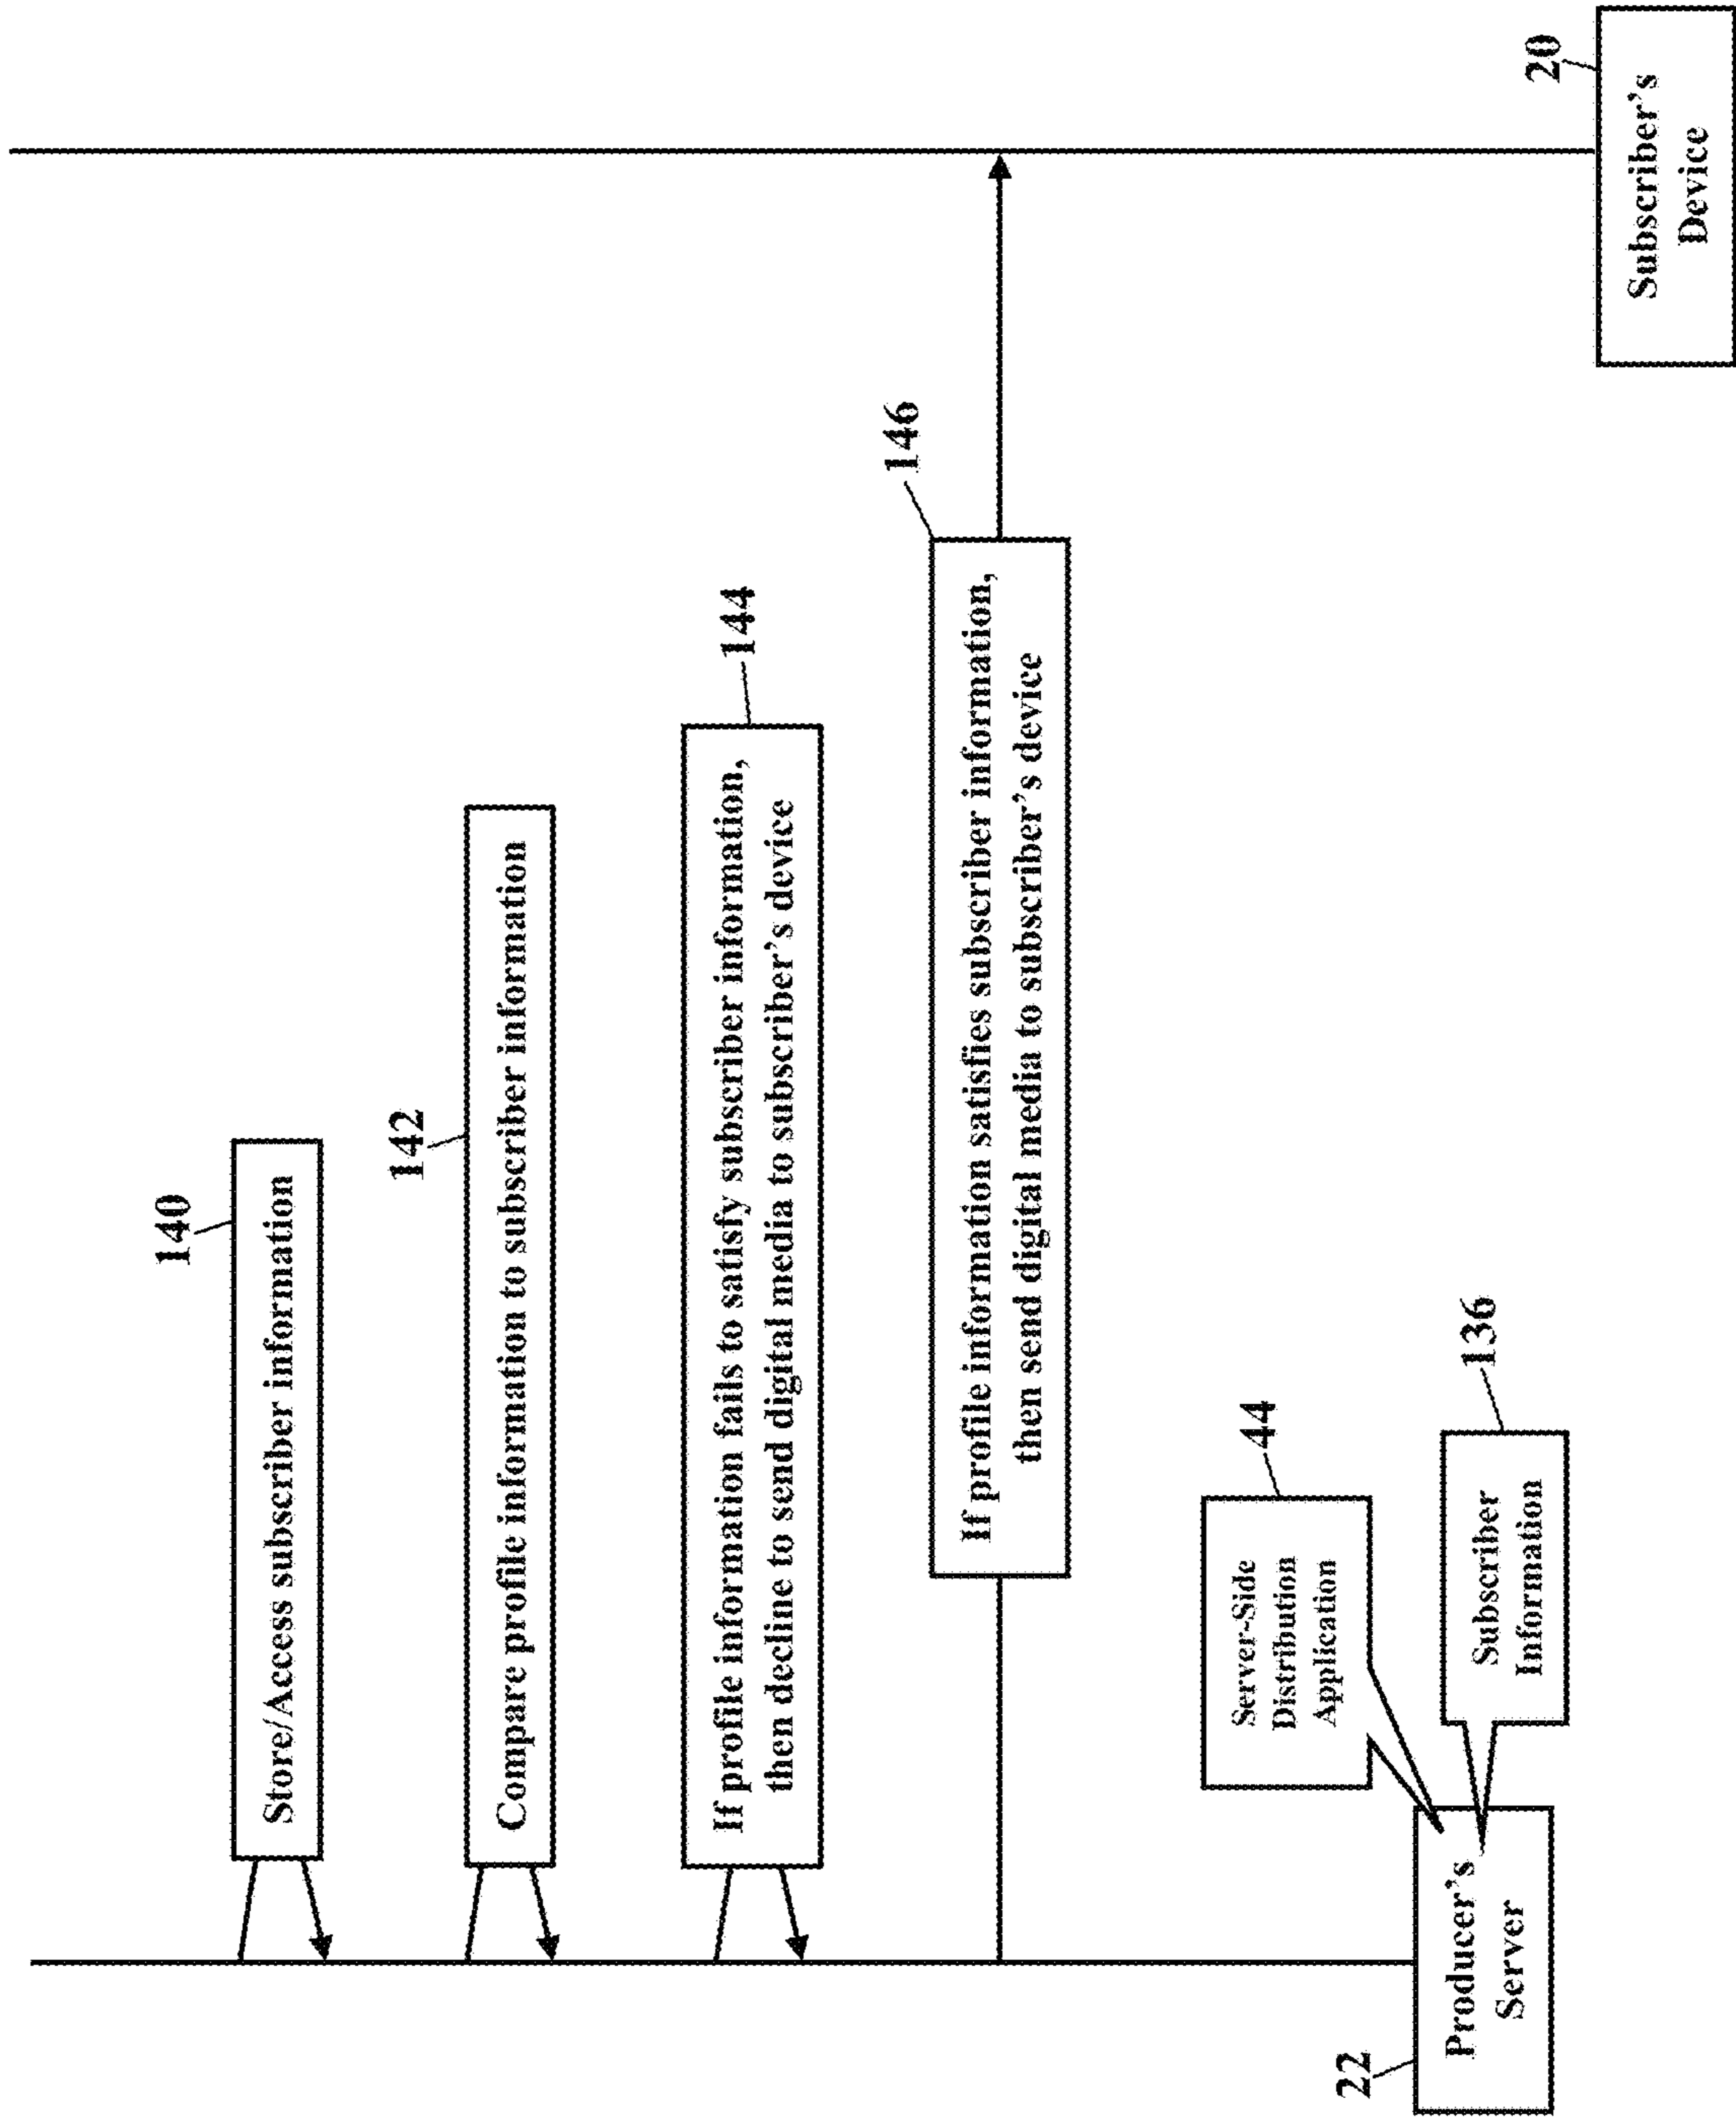 140
Store/Access subscriber information
142
Compare profile information to subscriber information
144
If profile information fails to satisfy subscriber information,
then decline to send digital media to subscriber's device
146
If profile information satisfies subscriber information,
then send digital media to subscriber's device
44
Server-Side
Distribution
Application
136
Subscriber
Information
22
Producer's
Server
20
Subscriber's
Device